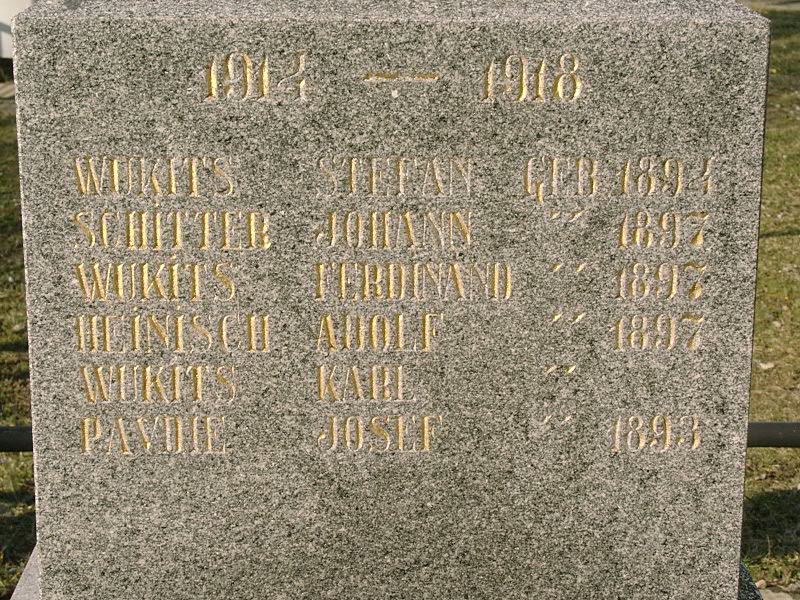 1914 — 1918
WUKITS STEFAN GEB 1894
SCHITTER JOHANN " 1897
WUKITS FERDINAND " 1897
HEINISCH ADOLF " 1897
WUKITS KARL "
PAVDIE JOSEF " 1893